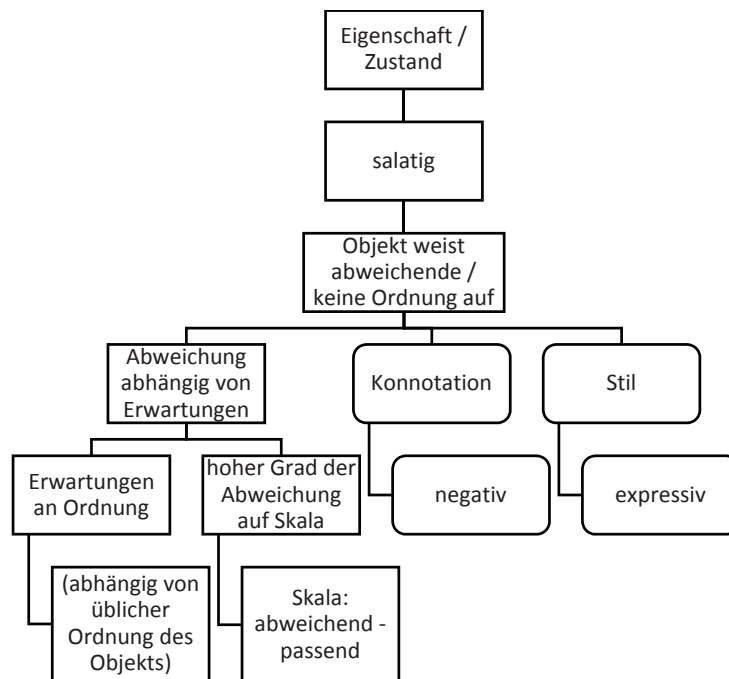 Eigenschaft /
Zustand
salatig
Objekt weist
abweichende /
keine Ordnung auf
Abweichung
abhängig von
Erwartungen
Konnotation
Stil
Erwartungen
an Ordnung
hoher Grad der
Abweichung
auf Skala
negativ
expressiv
(abhängig von
üblicher
Ordnung des
Objekts)
Skala:
abweichend -
passend